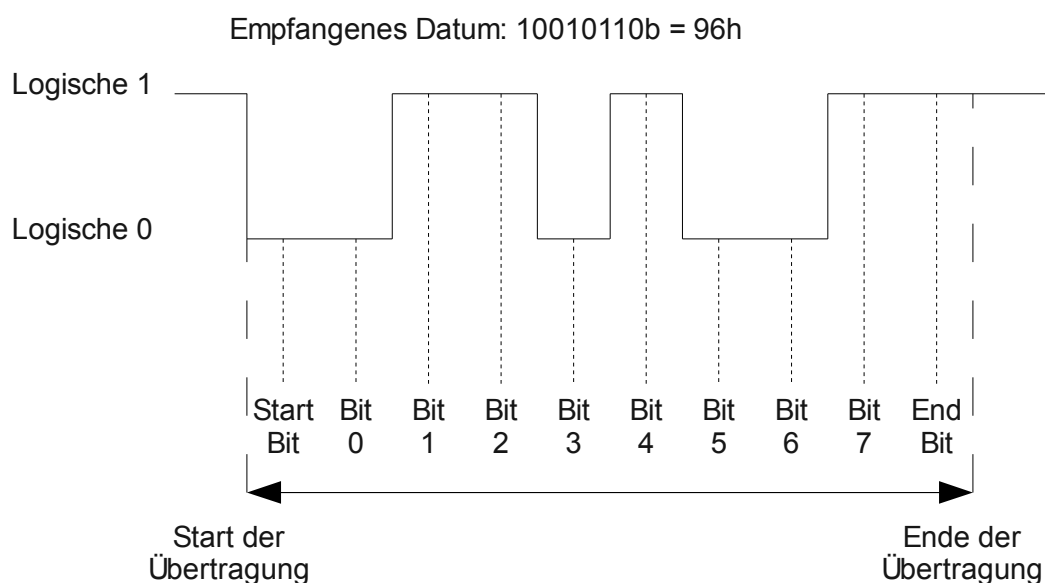 Empfangenes Datum: 10010110b = 96h
Logische 1
Logische 0
Start Bit Bit Bit Bit Bit Bit Bit Bit End
Bit 0 1 2 3 4 5 6 7 Bit
Start der
Übertragung
Ende der
Übertragung